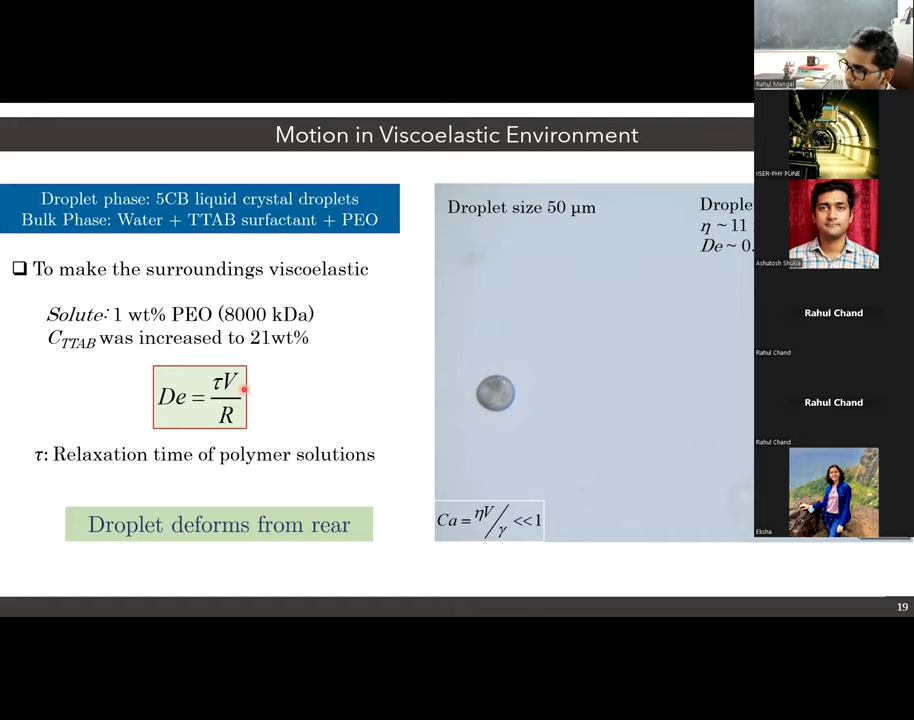 Motion in Viscoelastic Environment
Droplet phase: 5CB liquid crystal droplets
Bulk Phase: Water + TTAB surfactant + PEO
❑ To make the surroundings viscoelastic
Solute: 1 wt% PEO (8000 kDa)
C_TTAB was increased to 21wt%
De = τV/R
τ: Relaxation time of polymer solutions
Droplet deforms from rear
Droplet size 50 µm
Drople
η ~ 11
De ~ 0.
Ca = ηV/γ <<1
19
Rahul Mangal
IISER-PHY PUNE
Ashutosh Shukla
Rahul Chand
Rahul Chand
Rahul Chand
Rahul Chand
Eksha